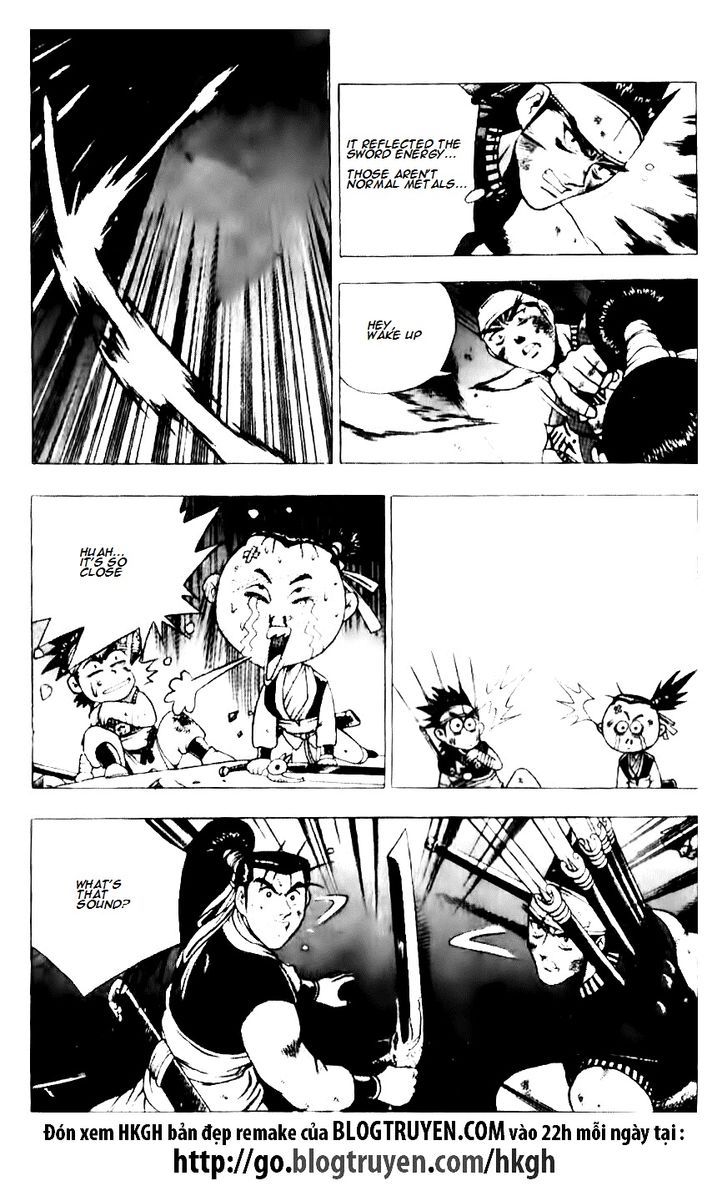 IT REFLECTED THE
SWORD ENERGY...
THOSE AREN'T
NORMAL METALS...
HEY,
WAKE UP
HUAH...
IT'S SO
CLOSE
WHAT'S
THAT
SOUND?
Đón xem HKGH bản đẹp remake của BLOGTRUYEN.COM vào 22h mỗi ngày tại :
http://go.blogtruyen.com/hkgh